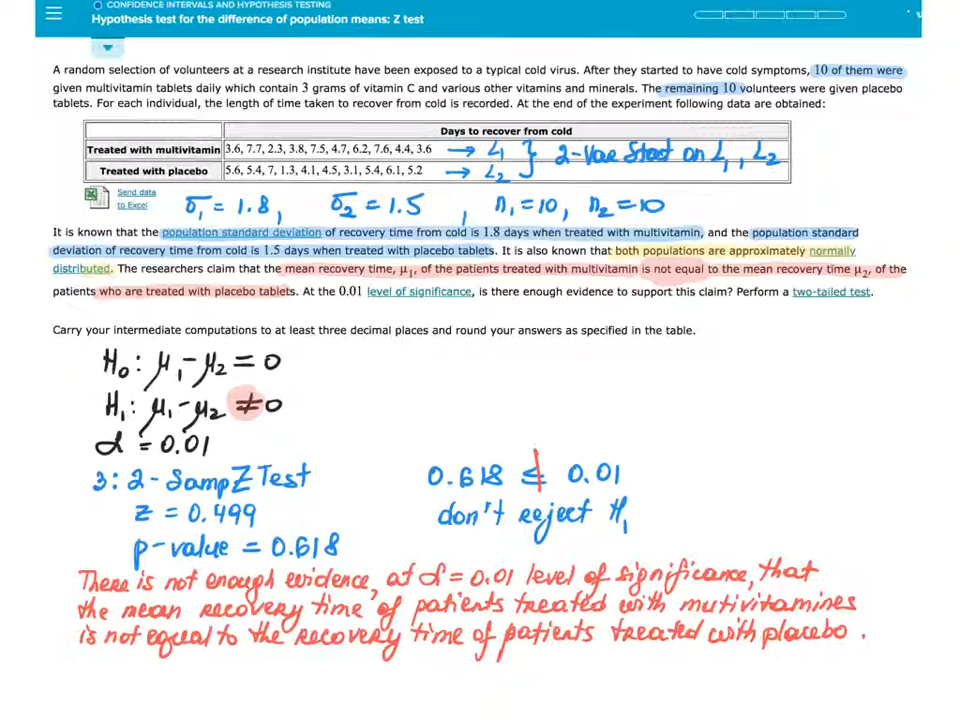 CONFIDENCE INTERVALS AND HYPOTHESIS TESTING
Hypothesis test for the difference of population means: Z test
A random selection of volunteers at a research institute have been exposed to a typical cold virus. After they started to have cold symptoms, 10 of them were
given multivitamin tablets daily which contain 3 grams of vitamin C and various other vitamins and minerals. The remaining 10 volunteers were given placebo
tablets. For each individual, the length of time taken to recover from cold is recorded. At the end of the experiment following data are obtained:
Days to recover from cold
Treated with multivitamin 3.6, 7.7, 2.3, 3.8, 7.5, 4.7, 6.2, 7.6, 4.4, 3.6 → L₁
Treated with placebo 5.6, 5.4, 7, 1.3, 4.1, 4.5, 3.1, 5.4, 6.1, 5.2 → L₂
} 2-Var Start on L₁, L₂
Send data
to Excel
σ₁ = 1.8, σ₂ = 1.5, n₁ = 10, n₂ = 10
It is known that the population standard deviation of recovery time from cold is 1.8 days when treated with multivitamin, and the population standard
deviation of recovery time from cold is 1.5 days when treated with placebo tablets. It is also known that both populations are approximately normally
distributed. The researchers claim that the mean recovery time, μ₁, of the patients treated with multivitamin is not equal to the mean recovery time μ₂, of the
patients who are treated with placebo tablets. At the 0.01 level of significance, is there enough evidence to support this claim? Perform a two-tailed test.
Carry your intermediate computations to at least three decimal places and round your answers as specified in the table.
H₀: μ₁-μ₂ = 0
H₁: μ₁-μ₂ ≠ 0
α = 0.01
3: 2-SampZTest
z = 0.499
p-value = 0.618
0.618 ≰ 0.01
don't reject H₁
There is not enough evidence, at α = 0.01 level of significance, that
the mean recovery time of patients treated with mutivitamines
is not equal to the recovery time of patients treated with placebo.